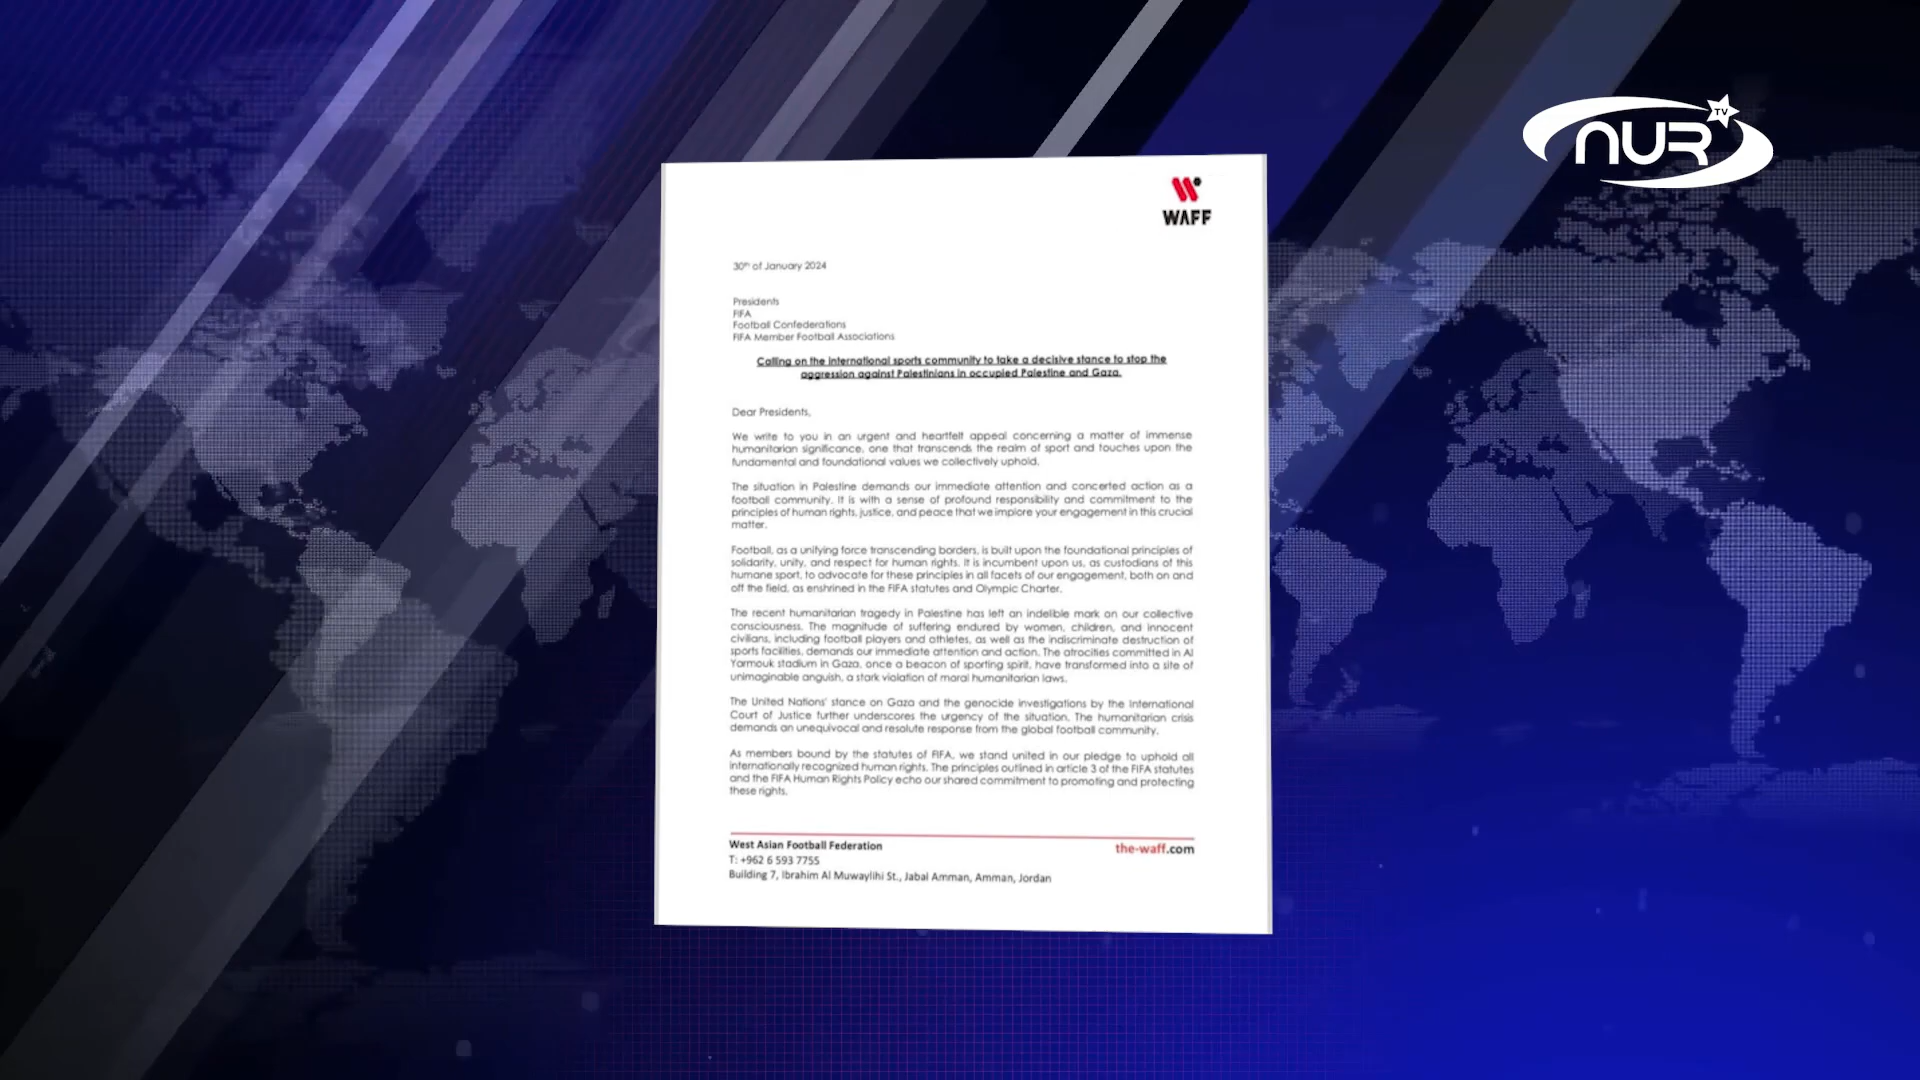 TV
NUR
WAFF
30th of January 2024
Presidents
FIFA
Football Confederations
FIFA Member Football Associations
Calling on the international sports community to take a decisive stance to stop the
aggression against Palestinians in occupied Palestine and Gaza.
Dear Presidents,
We write to you in an urgent and heartfelt appeal concerning a matter of immense
humanitarian significance, one that transcends the realm of sport and touches upon the
fundamental and foundational values we collectively uphold.
The situation in Palestine demands our immediate attention and concerted action as a
football community. It is with a sense of profound responsibility and commitment to the
principles of human rights, justice, and peace that we implore your engagement in this crucial
matter.
Football, as a unifying force transcending borders, is built upon the foundational principles of
solidarity, unity, and respect for human rights. It is incumbent upon us, as custodians of this
humane sport, to advocate for these principles in all facets of our engagement, both on and
off the field, as enshrined in the FIFA statutes and Olympic Charter.
The recent humanitarian tragedy in Palestine has left an indelible mark on our collective
consciousness. The magnitude of suffering endured by women, children, and innocent
civilians, including football players and athletes, as well as the indiscriminate destruction of
sports facilities, demands our immediate attention and action. The atrocities committed in Al
Yarmouk stadium in Gaza, once a beacon of sporting spirit, have transformed into a site of
unimaginable anguish, a stark violation of moral humanitarian laws.
The United Nations' stance on Gaza and the genocide investigations by the International
Court of Justice further underscores the urgency of the situation. The humanitarian crisis
demands an unequivocal and resolute response from the global football community.
As members bound by the statutes of FIFA, we stand united in our pledge to uphold all
internationally recognized human rights. The principles outlined in article 3 of the FIFA statutes
and the FIFA Human Rights Policy echo our shared commitment to promoting and protecting
these rights.
West Asian Football Federation
the-waff.com
T: +962 6 593 7755
Building 7, Ibrahim Al Muwaylihi St., Jabal Amman, Amman, Jordan